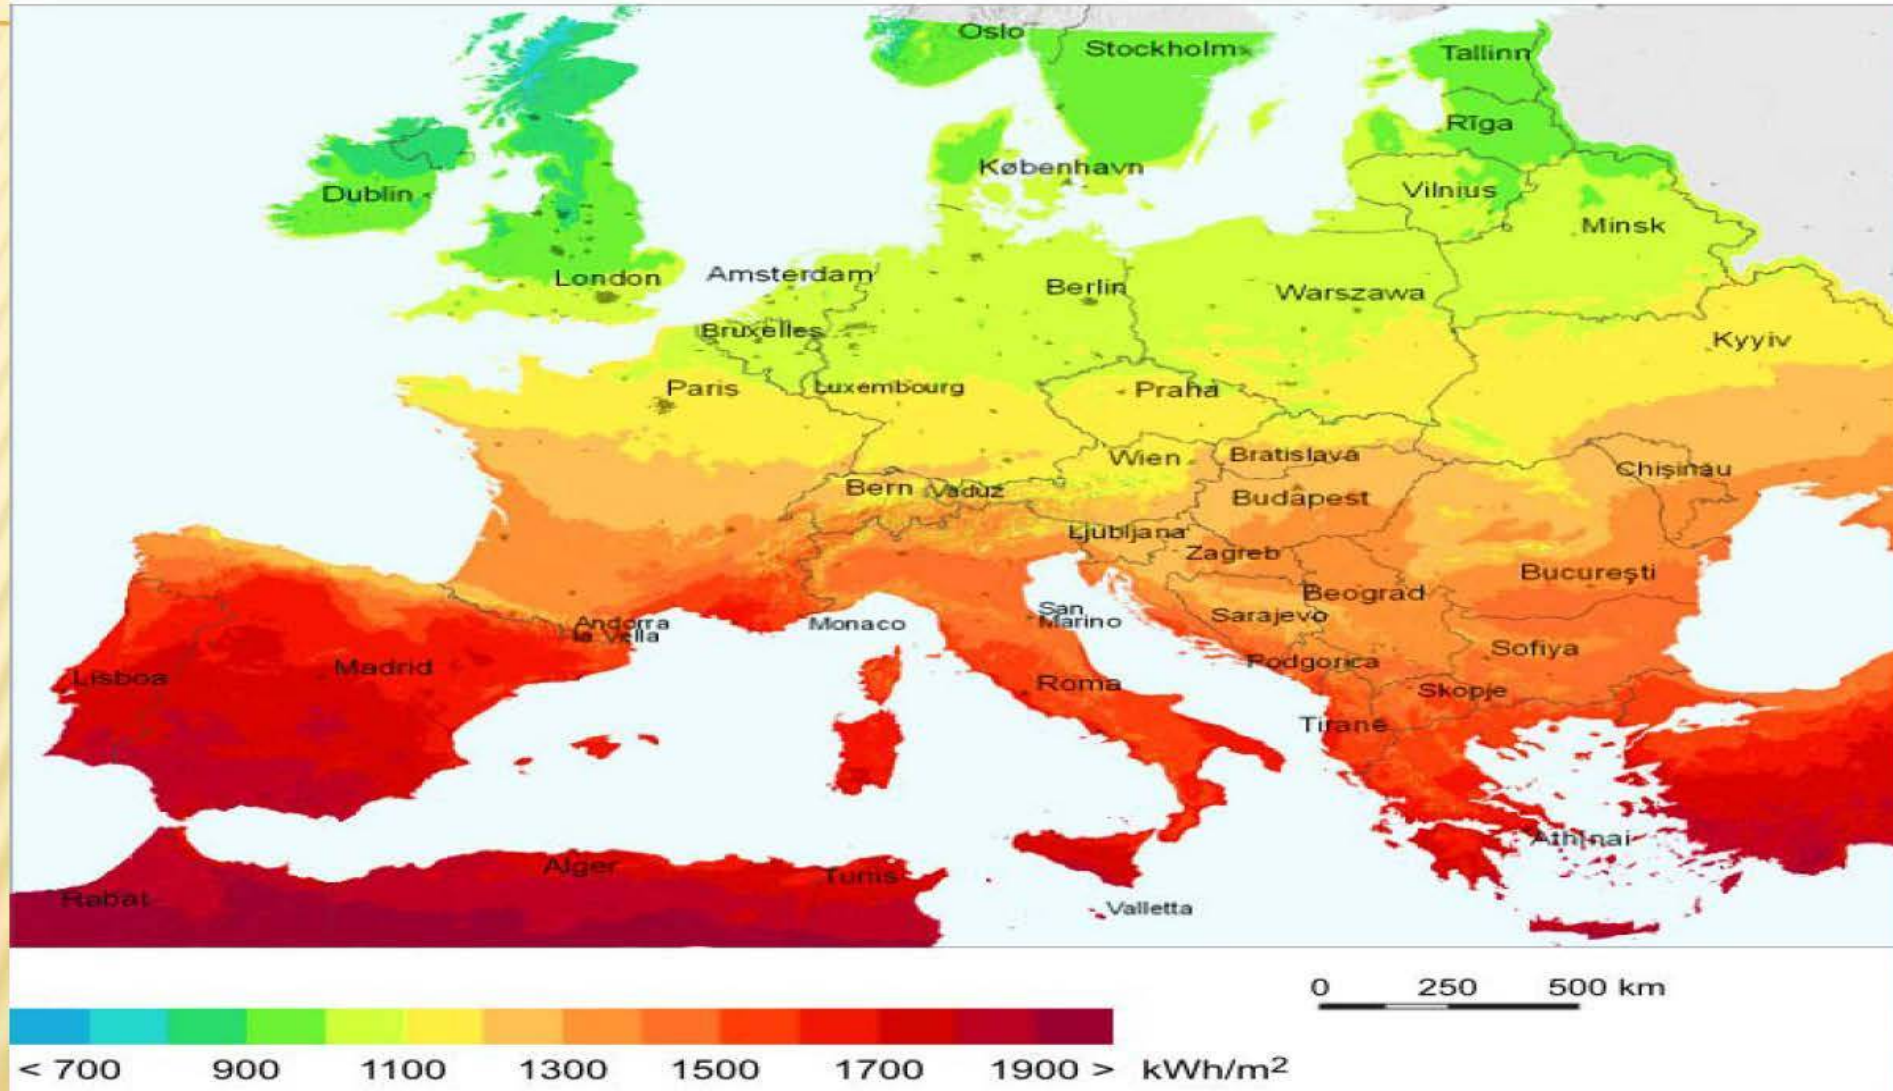 Oslo
Stockholm
Tallinn
Rīga
København
Dublin
Vilnius
Minsk
London
Amsterdam
Berlin
Warszawa
Bruxelles
Kyyiv
Paris
Luxembourg
Praha
Wien
Bratislava
Chişinău
Bern
Vaduz
Budapest
Ljubljana
Zagreb
Bucureşti
Beograd
Andorra
la Vella
Monaco
San
Marino
Sarajevo
Sofiya
Lisboa
Madrid
Podgorica
Roma
Skopje
Tiranë
Athinai
Alger
Tunis
Rabat
Valletta
0 250 500 km
< 700 900 1100 1300 1500 1700 1900 > kWh/m²